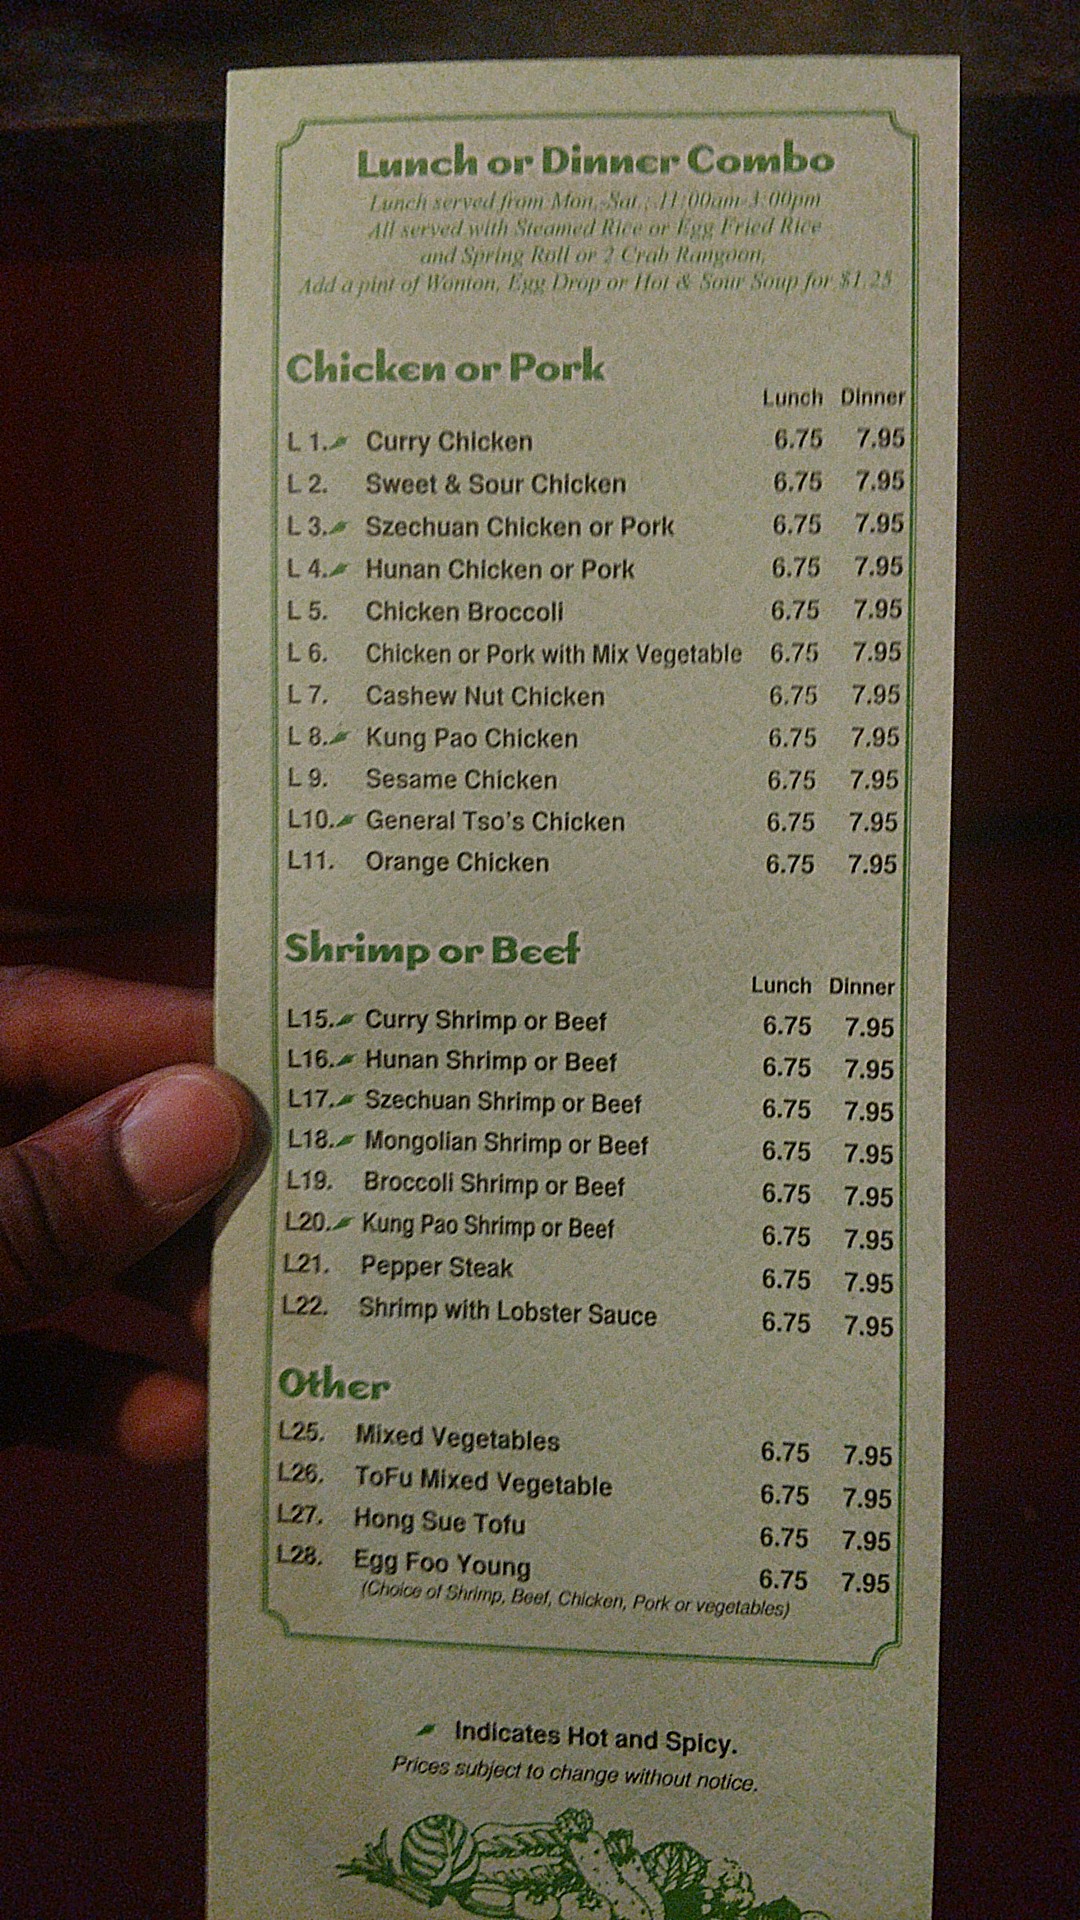 Lunch or Dinner Combo
Lunch served from Mon.-Sat.: 11:00am-3:00pm
All served with Steamed Rice or Egg Fried Rice
and Spring Roll or 2 Crab Rangoon,
Add a pint of Wonton, Egg Drop or Hot & Sour Soup for $1.25
Chicken or Pork
Lunch Dinner
L 1. Curry Chicken 6.75 7.95
L 2. Sweet & Sour Chicken 6.75 7.95
L 3. Szechuan Chicken or Pork 6.75 7.95
L 4. Hunan Chicken or Pork 6.75 7.95
L 5. Chicken Broccoli 6.75 7.95
L 6. Chicken or Pork with Mix Vegetable 6.75 7.95
L 7. Cashew Nut Chicken 6.75 7.95
L 8. Kung Pao Chicken 6.75 7.95
L 9. Sesame Chicken 6.75 7.95
L10. General Tso's Chicken 6.75 7.95
L11. Orange Chicken 6.75 7.95
Shrimp or Beef
Lunch Dinner
L15. Curry Shrimp or Beef 6.75 7.95
L16. Hunan Shrimp or Beef 6.75 7.95
L17. Szechuan Shrimp or Beef 6.75 7.95
L18. Mongolian Shrimp or Beef 6.75 7.95
L19. Broccoli Shrimp or Beef 6.75 7.95
L20. Kung Pao Shrimp or Beef 6.75 7.95
L21. Pepper Steak 6.75 7.95
L22. Shrimp with Lobster Sauce 6.75 7.95
Other
L25. Mixed Vegetables 6.75 7.95
L26. ToFu Mixed Vegetable 6.75 7.95
L27. Hong Sue Tofu 6.75 7.95
L28. Egg Foo Young 6.75 7.95
(Choice of Shrimp, Beef, Chicken, Pork or vegetables)
Indicates Hot and Spicy.
Prices subject to change without notice.